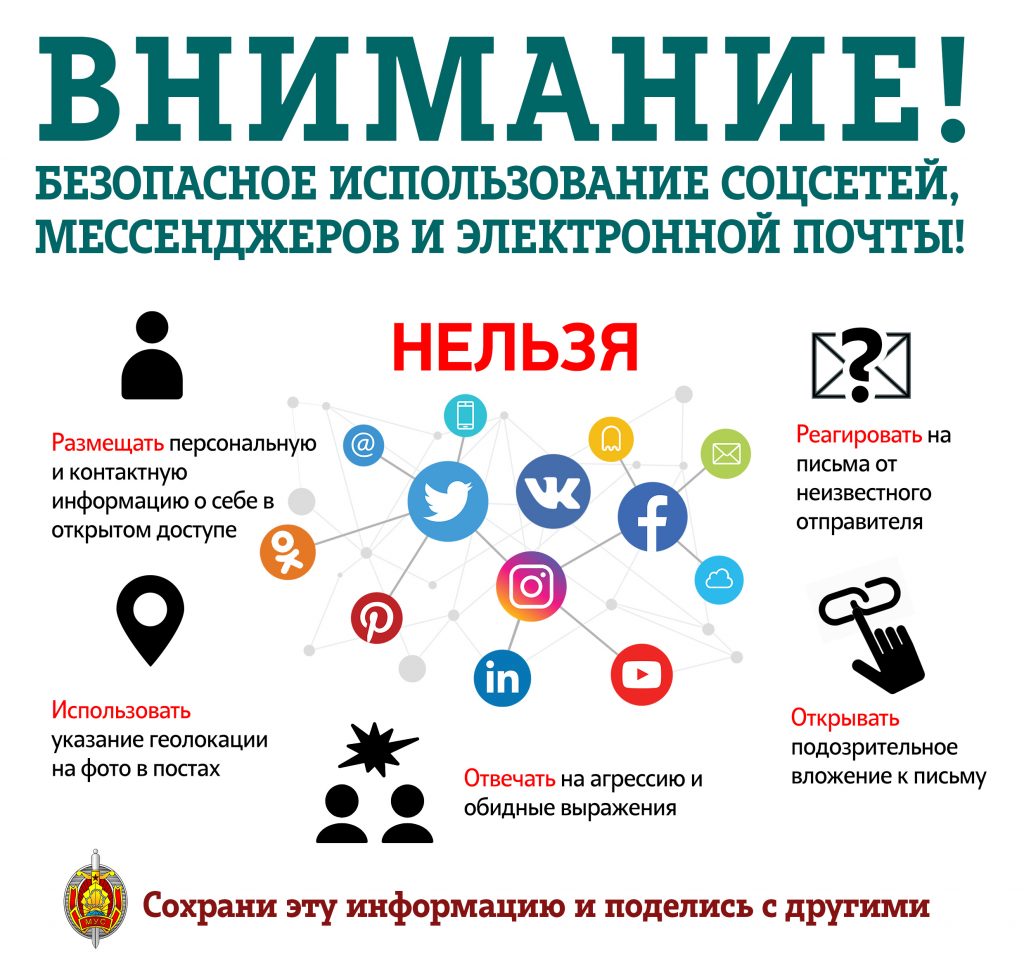 ВНИМАНИЕ!
БЕЗОПАСНОЕ ИСПОЛЬЗОВАНИЕ СОЦСЕТЕЙ,
МЕССЕНДЖЕРОВ И ЭЛЕКТРОННОЙ ПОЧТЫ!
НЕЛЬЗЯ
Размещать персональную
и контактную
информацию о себе в
открытом доступе
Реагировать на
письма от
неизвестного
отправителя
Использовать
указание геолокации
на фото в постах
Отвечать на агрессию и
обидные выражения
Открывать
подозрительное
вложение к письму
МУС
Сохрани эту информацию и поделись с другими